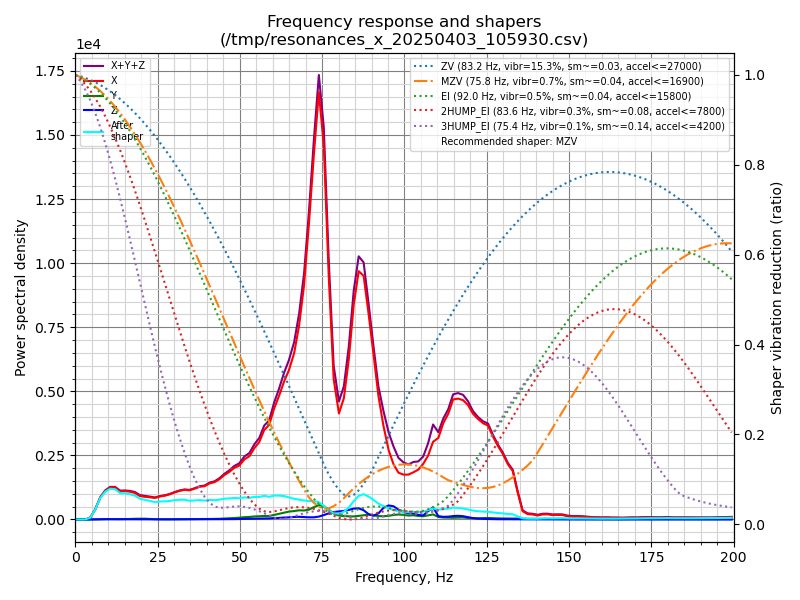 Frequency response and shapers
(/tmp/resonances_x_20250403_105930.csv)
1e4
X+Y+Z
X
Y
Z
After
shaper
ZV (83.2 Hz, vibr=15.3%, sm~=0.03, accel<=27000)
MZV (75.8 Hz, vibr=0.7%, sm~=0.04, accel<=16900)
EI (92.0 Hz, vibr=0.5%, sm~=0.04, accel<=15800)
2HUMP_EI (83.6 Hz, vibr=0.3%, sm~=0.08, accel<=7800)
3HUMP_EI (75.4 Hz, vibr=0.1%, sm~=0.14, accel<=4200)
Recommended shaper: MZV
Power spectral density
1.75
1.50
1.25
1.00
0.75
0.50
0.25
0.00
1.0
0.8
0.6
0.4
0.2
0.0
Shaper vibration reduction (ratio)
0 25 50 75 100 125 150 175 200
Frequency, Hz